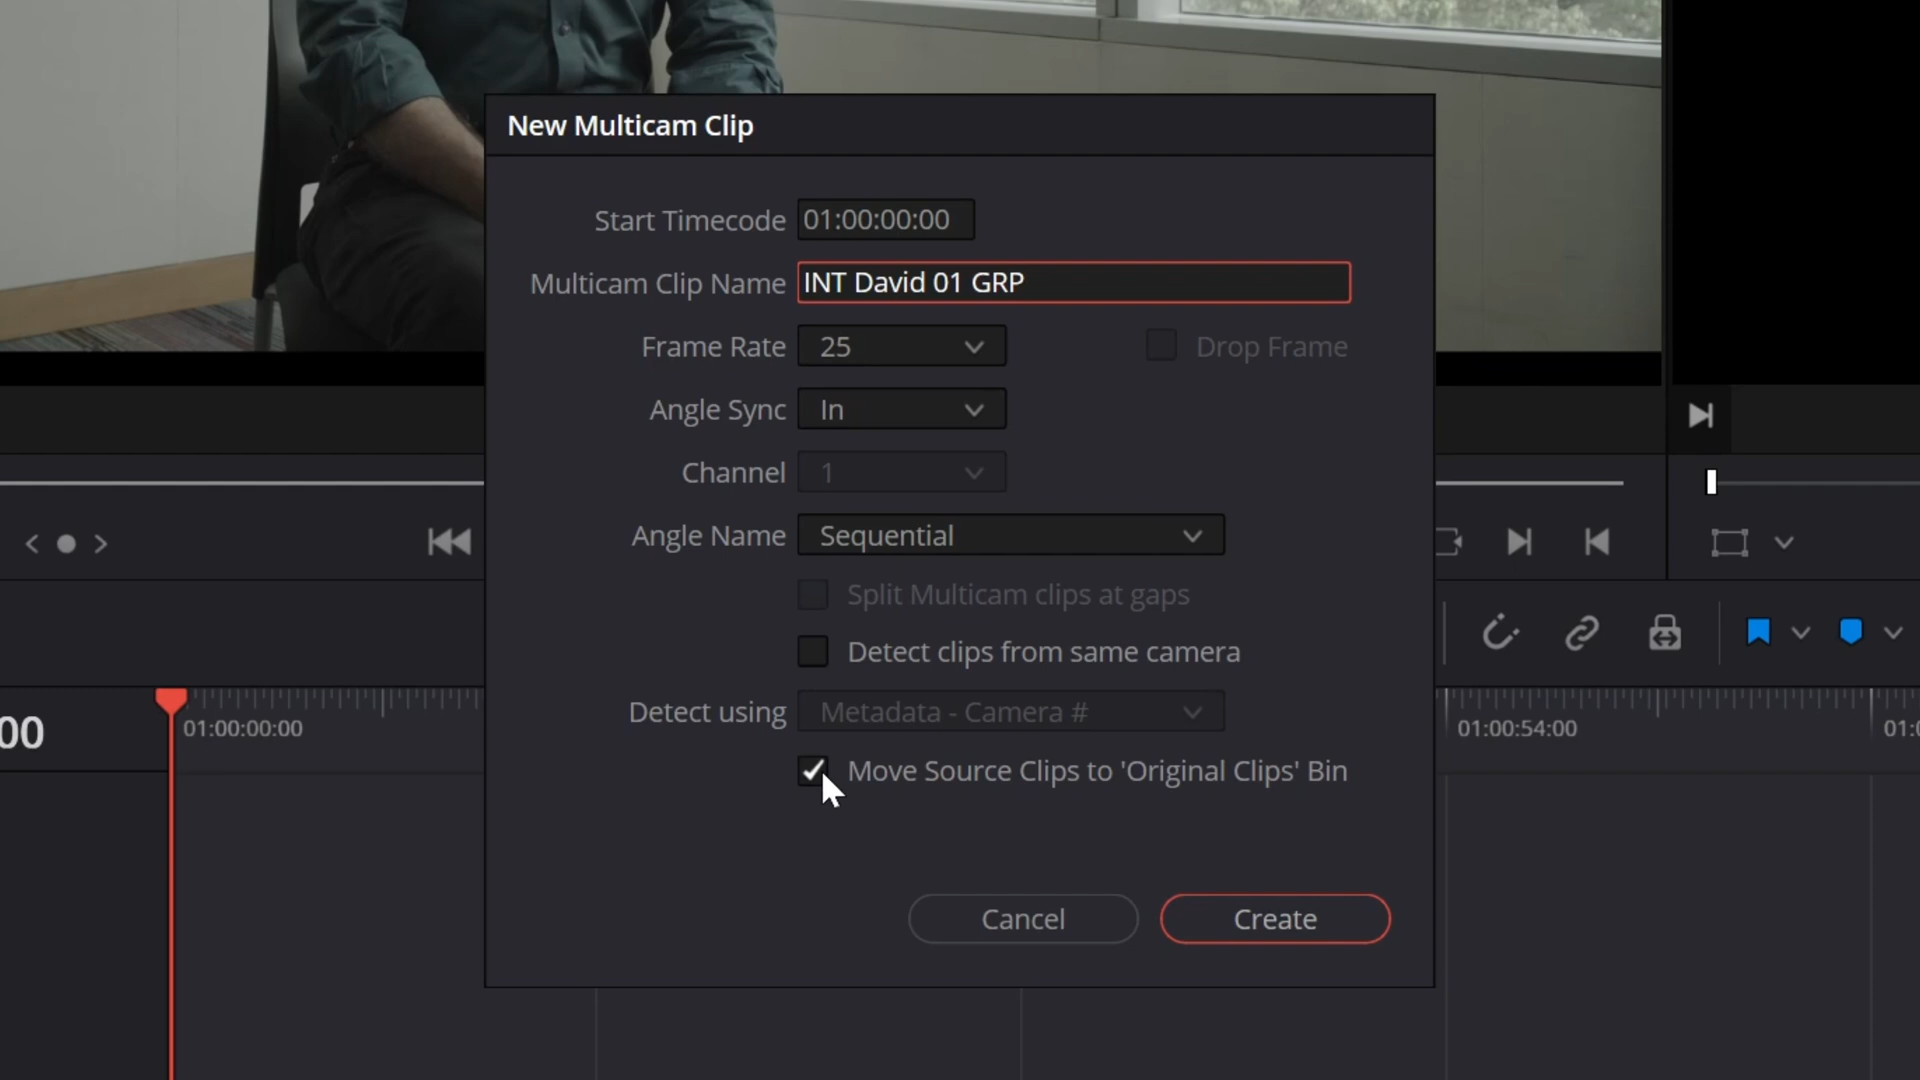 New Multicam Clip
Start Timecode 01:00:00:00
Multicam Clip Name INT David 01 GRP
Frame Rate 25 Drop Frame
Angle Sync In
Channel 1
Angle Name Sequential
Split Multicam clips at gaps
Detect clips from same camera
Detect using Metadata - Camera #
Move Source Clips to 'Original Clips' Bin
Cancel Create
00 01:00:00:00 01:00:54:00 01:0